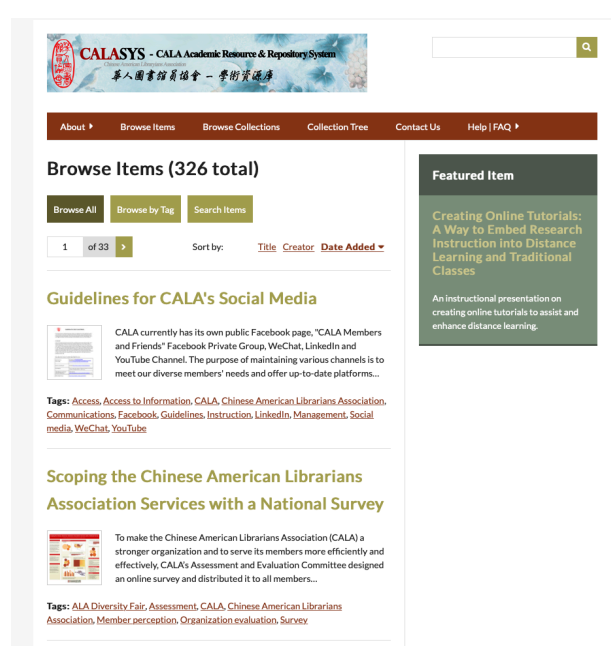 CALASYS - CALA Academic Resource & Repository System
Chinese American Librarians Association
華人圖書館員協會 - 學術資源庫
About
Browse Items
Browse Collections
Collection Tree
Contact Us
Help | FAQ
Browse Items (326 total)
Browse All
Browse by Tag
Search Items
1 of 33
Sort by: Title Creator Date Added
Guidelines for CALA's Social Media
CALA currently has its own public Facebook page, "CALA Members
and Friends" Facebook Private Group, WeChat, LinkedIn and
YouTube Channel. The purpose of maintaining various channels is to
meet our diverse members' needs and offer up-to-date platforms...
Tags: Access, Access to Information, CALA, Chinese American Librarians Association,
Communications, Facebook, Guidelines, Instruction, LinkedIn, Management, Social
media, WeChat, YouTube
Scoping the Chinese American Librarians
Association Services with a National Survey
To make the Chinese American Librarians Association (CALA) a
stronger organization and to serve its members more efficiently and
effectively, CALA's Assessment and Evaluation Committee designed
an online survey and distributed it to all members...
Tags: ALA Diversity Fair, Assessment, CALA, Chinese American Librarians
Association, Member perception, Organization evaluation, Survey
Featured Item
Creating Online Tutorials:
A Way to Embed Research
Instruction into Distance
Learning and Traditional
Classes
An instructional presentation on
creating online tutorials to assist and
enhance distance learning.